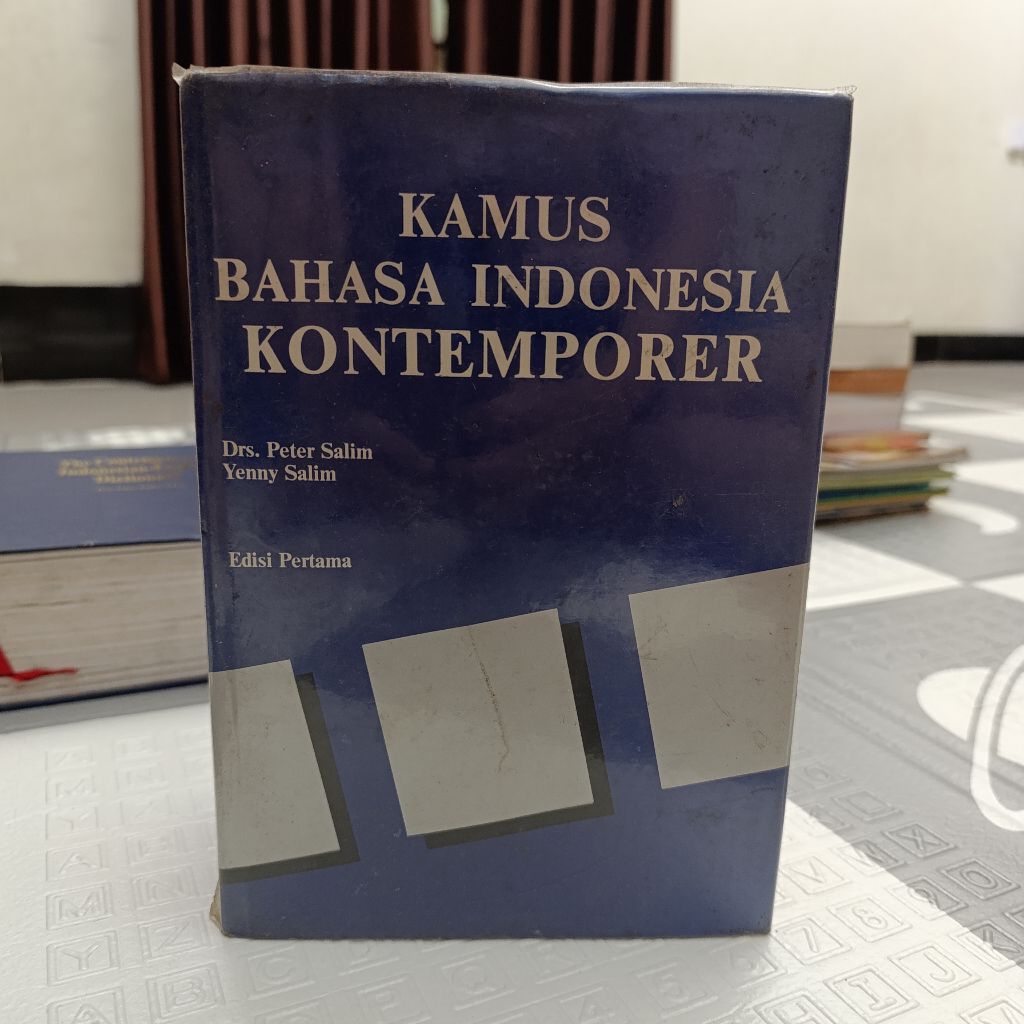 KAMUS
BAHASA INDONESIA
KONTEMPORER
Drs. Peter Salim
Yenny Salim
Edisi Pertama